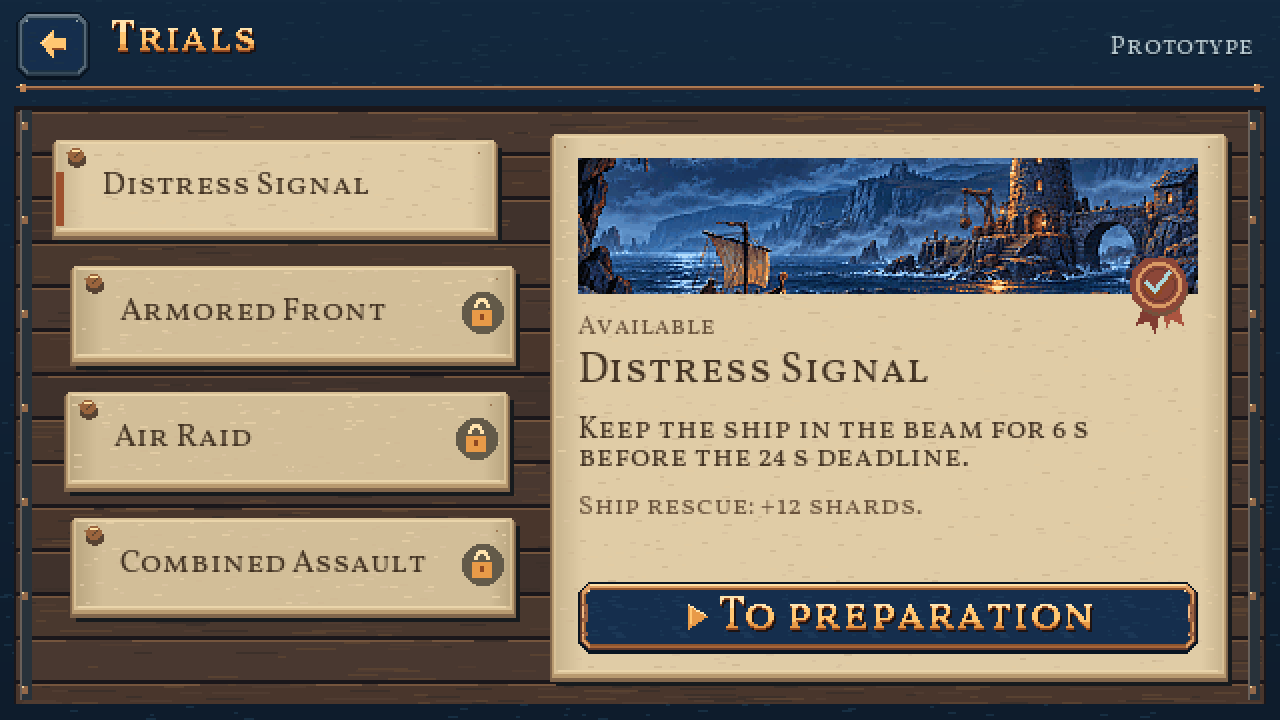 Trials
Prototype
Distress Signal
Armored Front
Air Raid
Combined Assault
Available
Distress Signal
Keep the ship in the beam for 6 s
before the 24 s deadline.
Ship rescue: +12 shards.
To preparation